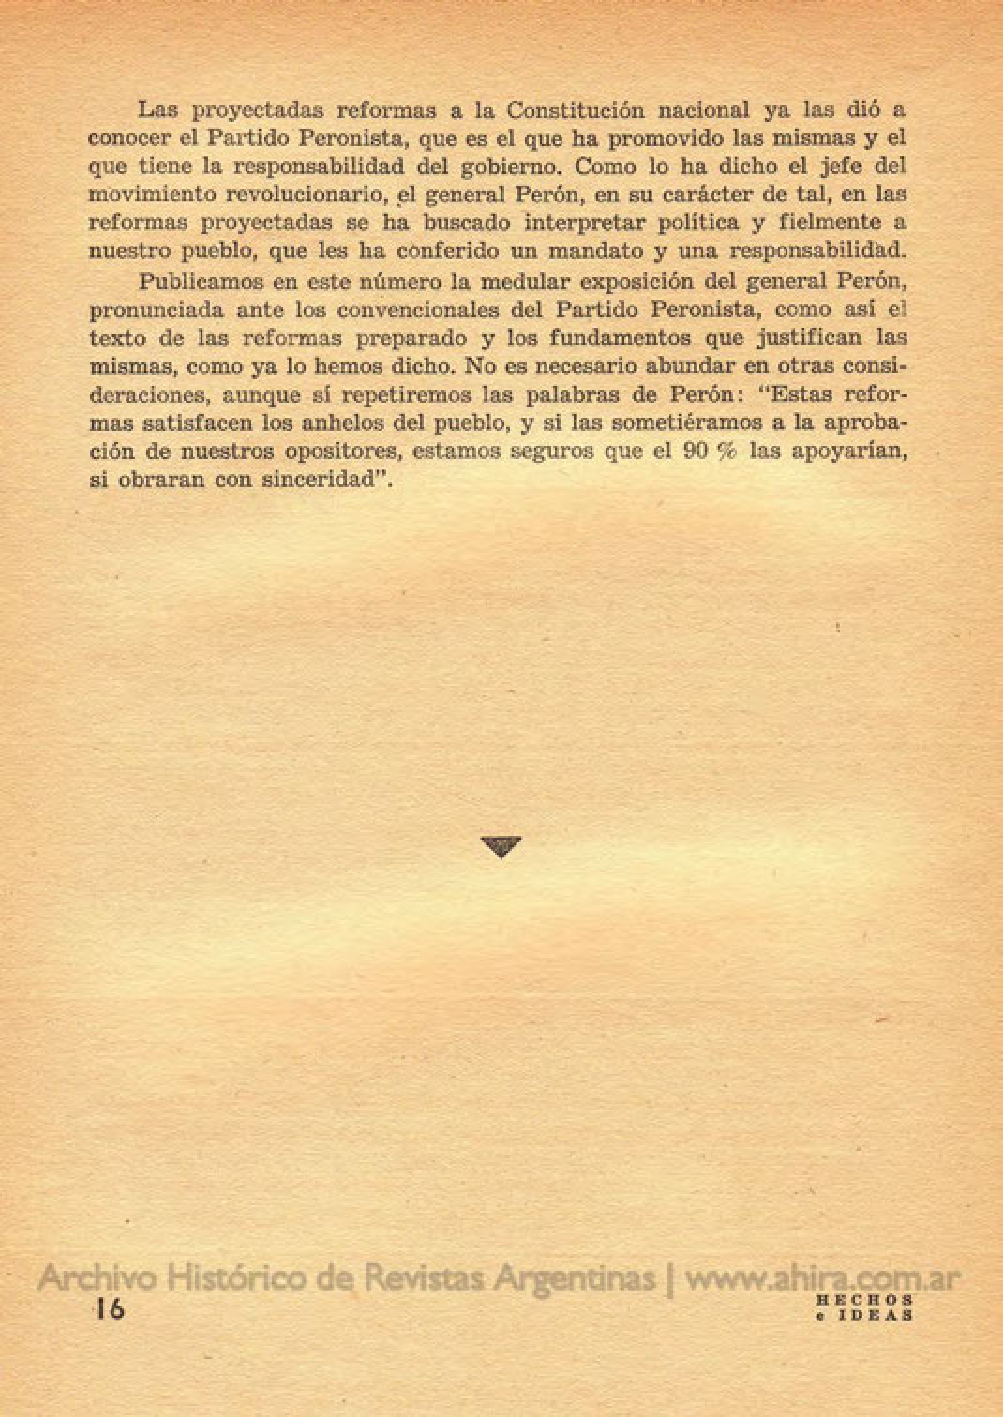 Las proyectadas reformas a la Constitución nacional ya las dió a
conocer el Partido Peronista, que es el que ha promovido las mismas y el
que tiene la responsabilidad del gobierno. Como lo ha dicho el jefe del
movimiento revolucionario, el general Perón, en su carácter de tal, en las
reformas proyectadas se ha buscado interpretar política y fielmente a
nuestro pueblo, que les ha conferido un mandato y una responsabilidad.
Publicamos en este número la medular exposición del general Perón,
pronunciada ante los convencionales del Partido Peronista, como así el
texto de las reformas preparado y los fundamentos que justifican las
mismas, como ya lo hemos dicho. No es necesario abundar en otras consi-
deraciones, aunque sí repetiremos las palabras de Perón: “Estas refor-
mas satisfacen los anhelos del pueblo, y si las sometiéramos a la aproba-
ción de nuestros opositores, estamos seguros que el 90 % las apoyarían,
si obraran con sinceridad”.
Archivo Histórico de Revistas Argentinas | www.ahira.com.ar
16
HECHOS
e IDEAS